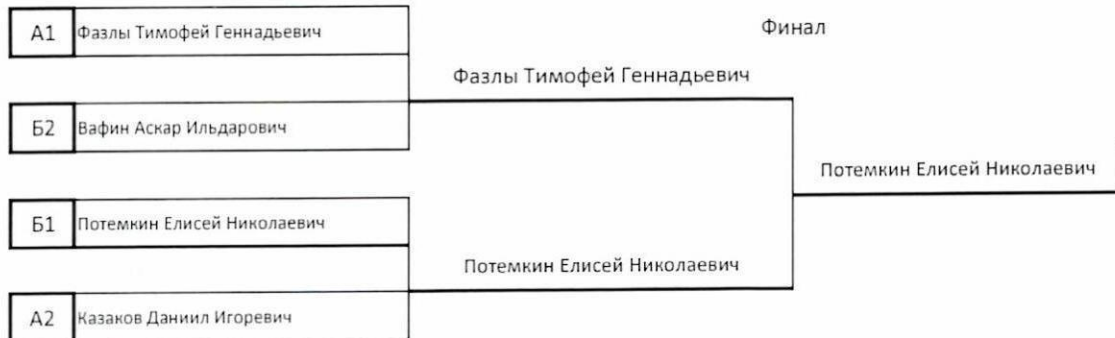 А1 Фазлы Тимофей Геннадьевич
Финал
Фазлы Тимофей Геннадьевич
Б2 Вафин Аскар Ильдарович
Потемкин Елисей Николаевич
Б1 Потемкин Елисей Николаевич
Потемкин Елисей Николаевич
А2 Казаков Даниил Игоревич